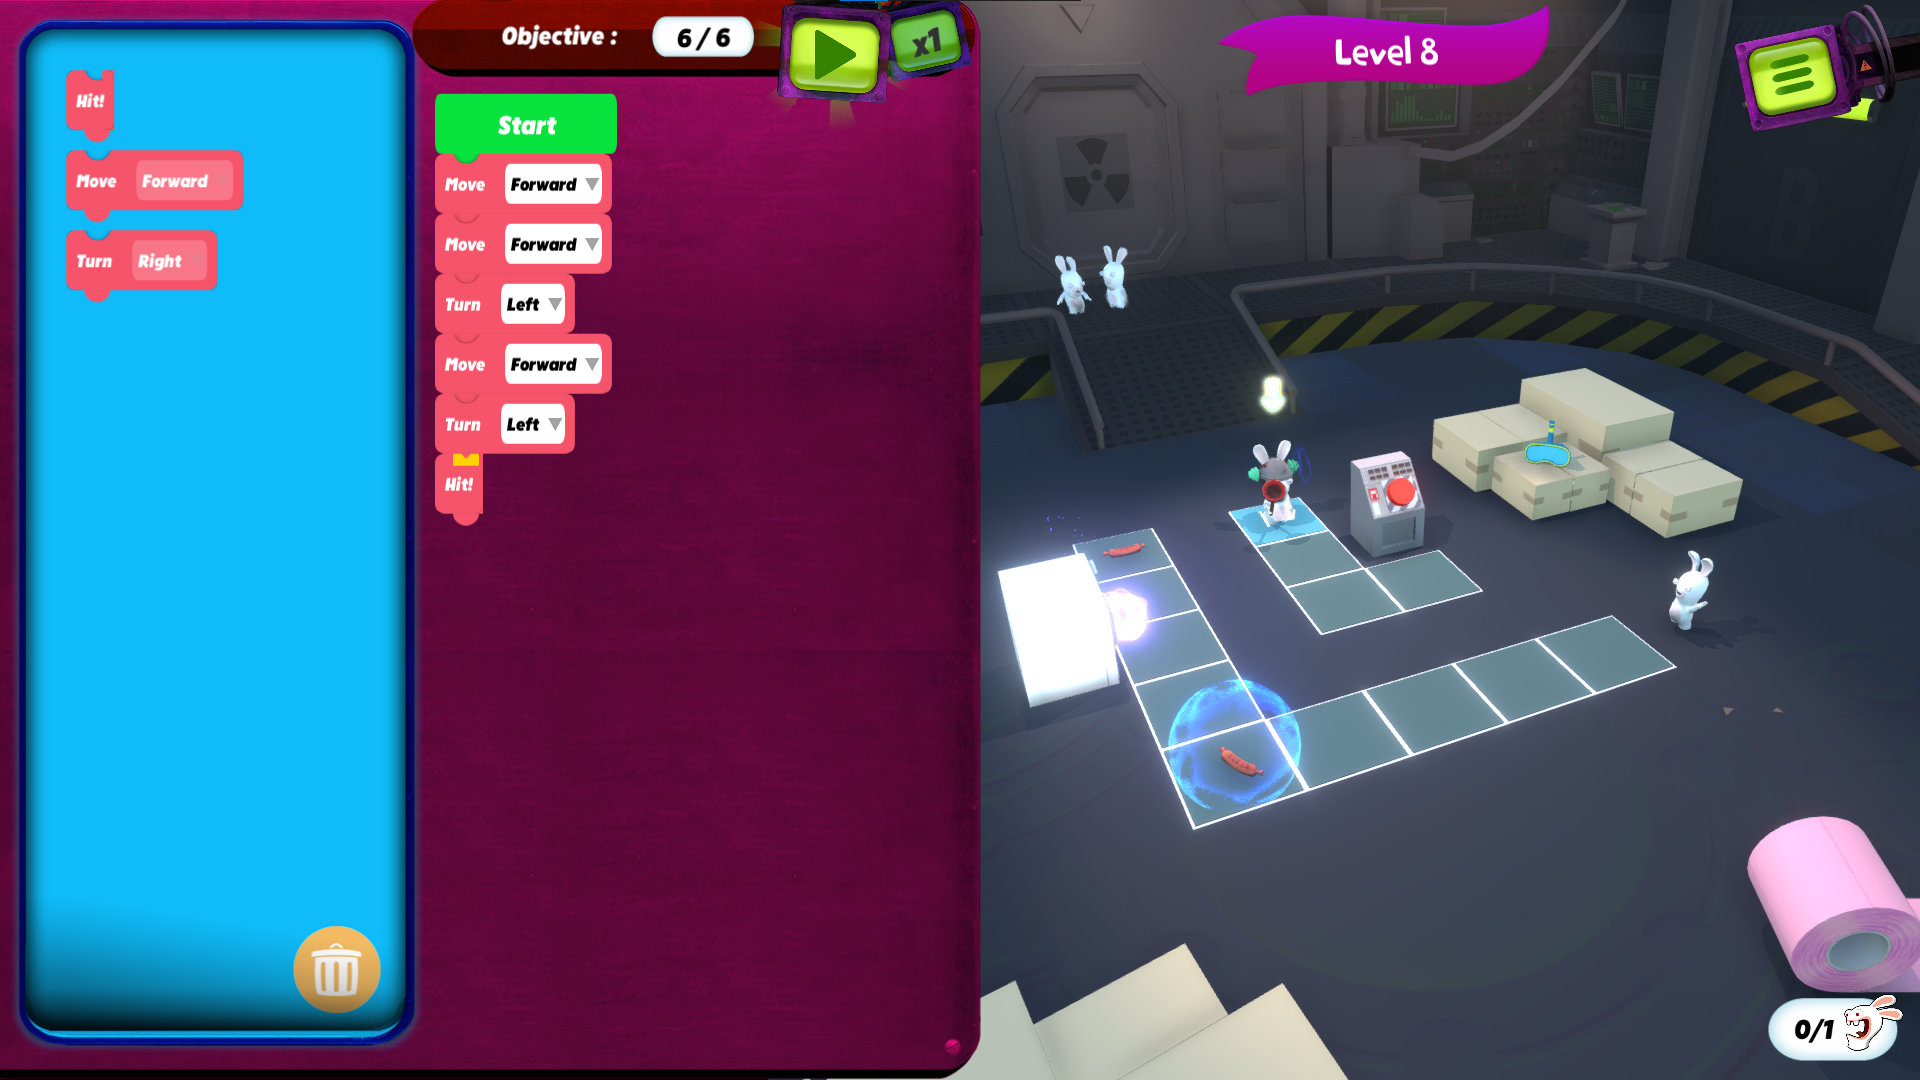 Objective :
6 / 6
x1
Level 8
Hit!
Move Forward
Turn Right
Start
Move Forward
Move Forward
Turn Left
Move Forward
Turn Left
Hit!
B
0/1